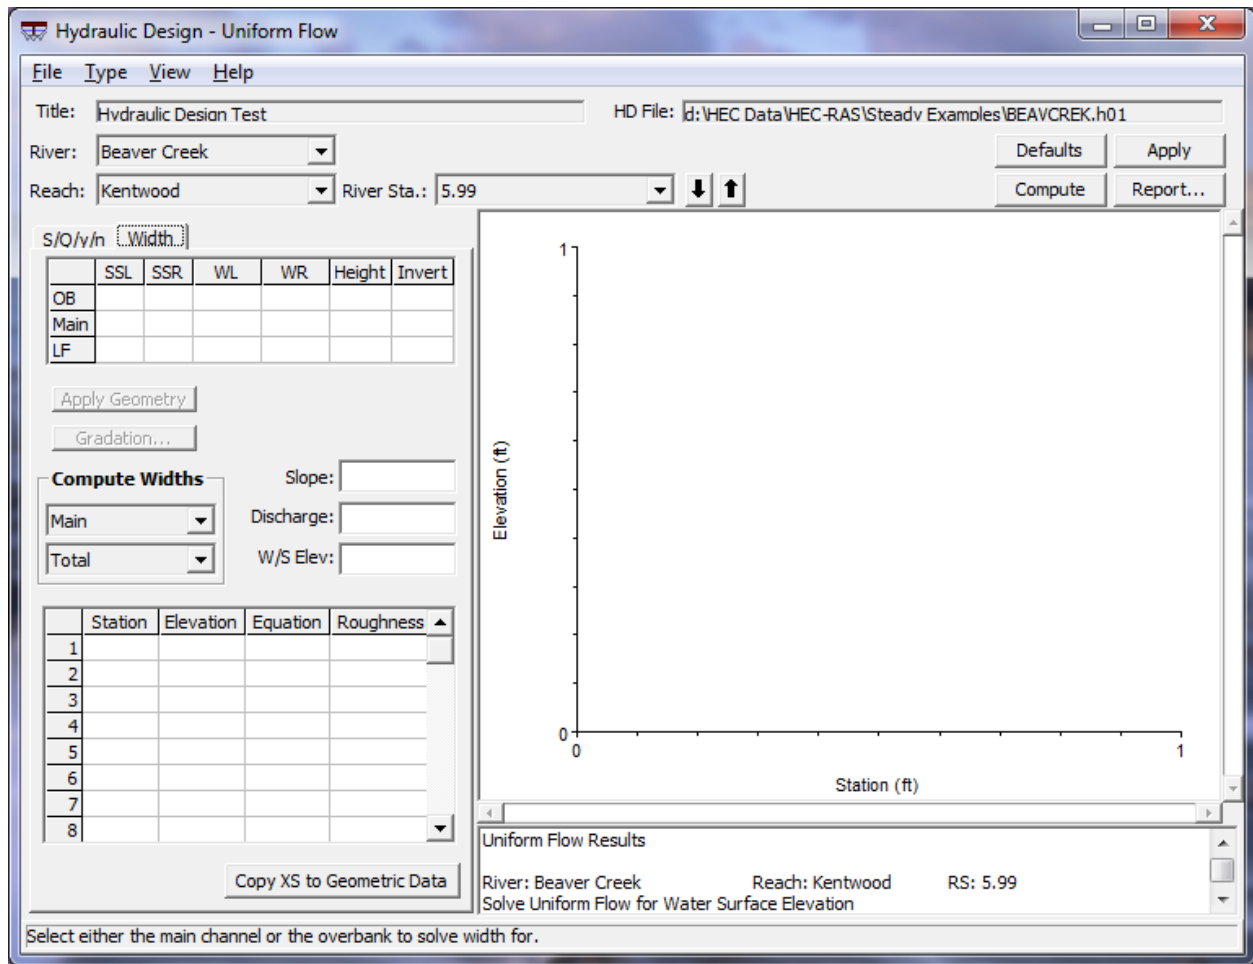 Hydraulic Design - Uniform Flow
File Type View Help
Title: Hydraulic Design Test HD File: d:\HEC Data\HEC-RAS\Steady Examples\BEAVCREK.h01
River: Beaver Creek Defaults Apply
Reach: Kentwood River Sta.: 5.99 Compute Report...
S/Q/y/n Width
SSL SSR WL WR Height Invert
OB
Main
LF
Apply Geometry
Gradation...
Compute Widths
Main
Total
Slope:
Discharge:
W/S Elev:
Station Elevation Equation Roughness
1
2
3
4
5
6
7
8
Copy XS to Geometric Data
1
Elevation (ft)
0
0 1
Station (ft)
Uniform Flow Results
River: Beaver Creek Reach: Kentwood RS: 5.99
Solve Uniform Flow for Water Surface Elevation
Select either the main channel or the overbank to solve width for.